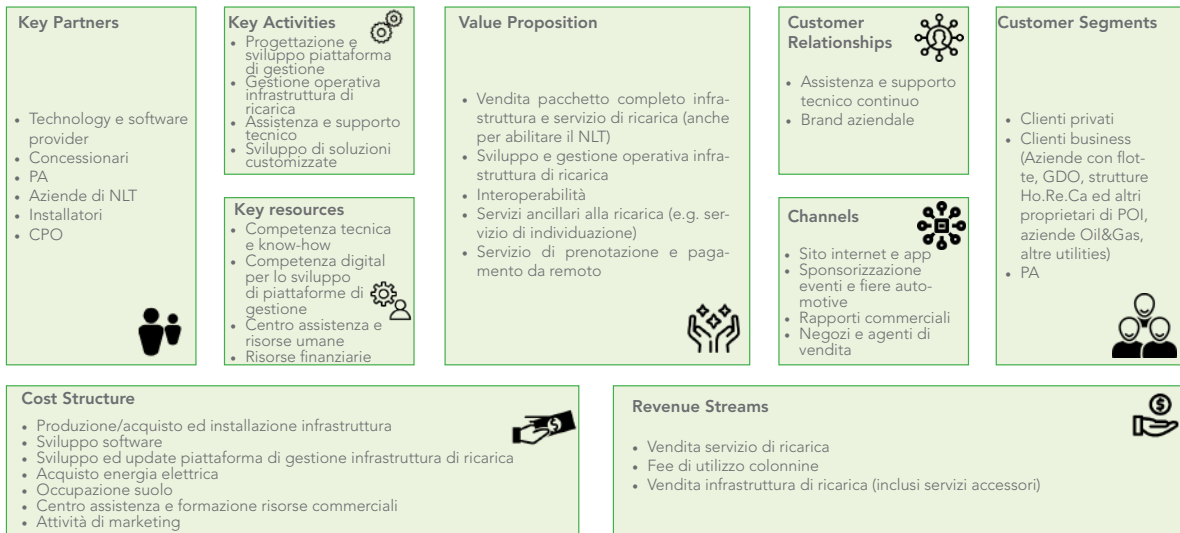 Key Partners
• Technology e software
provider
• Concessionari
• PA
• Aziende di NLT
• Installatori
• CPO
Key Activities
• Progettazione e
sviluppo piattaforma
di gestione
• Gestione operativa
infrastruttura di
ricarica
• Assistenza e supporto
tecnico
• Sviluppo di soluzioni
customizzate
Key resources
• Competenza tecnica
e know-how
• Competenza digital
per lo sviluppo
di piattaforme di
gestione
• Centro assistenza e
risorse umane
• Risorse finanziarie
Value Proposition
• Vendita pacchetto completo infra-
struttura e servizio di ricarica (anche
per abilitare il NLT)
• Sviluppo e gestione operativa infra-
struttura di ricarica
• Interoperabilità
• Servizi ancillari alla ricarica (e.g. ser-
vizio di individuazione)
• Servizio di prenotazione e paga-
mento da remoto
Customer
Relationships
• Assistenza e supporto
tecnico continuo
• Brand aziendale
Channels
• Sito internet e app
• Sponsorizzazione
eventi e fiere auto-
motive
• Rapporti commerciali
• Negozi e agenti di
vendita
Customer Segments
• Clienti privati
• Clienti business
(Aziende con flot-
te, GDO, strutture
Ho.Re.Ca ed altri
proprietari di POI,
aziende Oil&Gas,
altre utilities)
• PA
Cost Structure
• Produzione/acquisto ed installazione infrastruttura
• Sviluppo software
• Sviluppo ed update piattaforma di gestione infrastruttura di ricarica
• Acquisto energia elettrica
• Occupazione suolo
• Centro assistenza e formazione risorse commerciali
• Attività di marketing
Revenue Streams
• Vendita servizio di ricarica
• Fee di utilizzo colonnine
• Vendita infrastruttura di ricarica (inclusi servizi accessori)